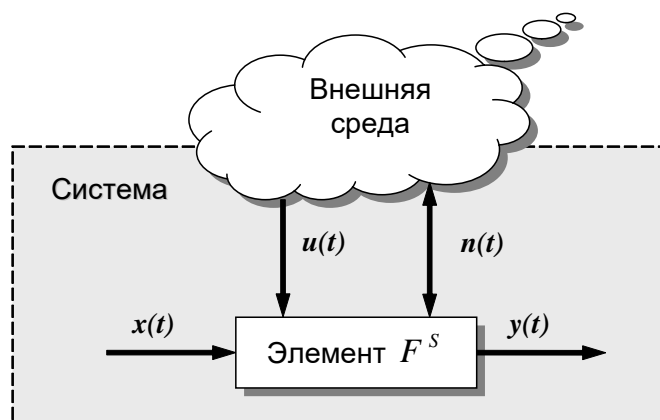 Внешняя
среда
Система
u(t)
n(t)
x(t)
Элемент F^S
y(t)